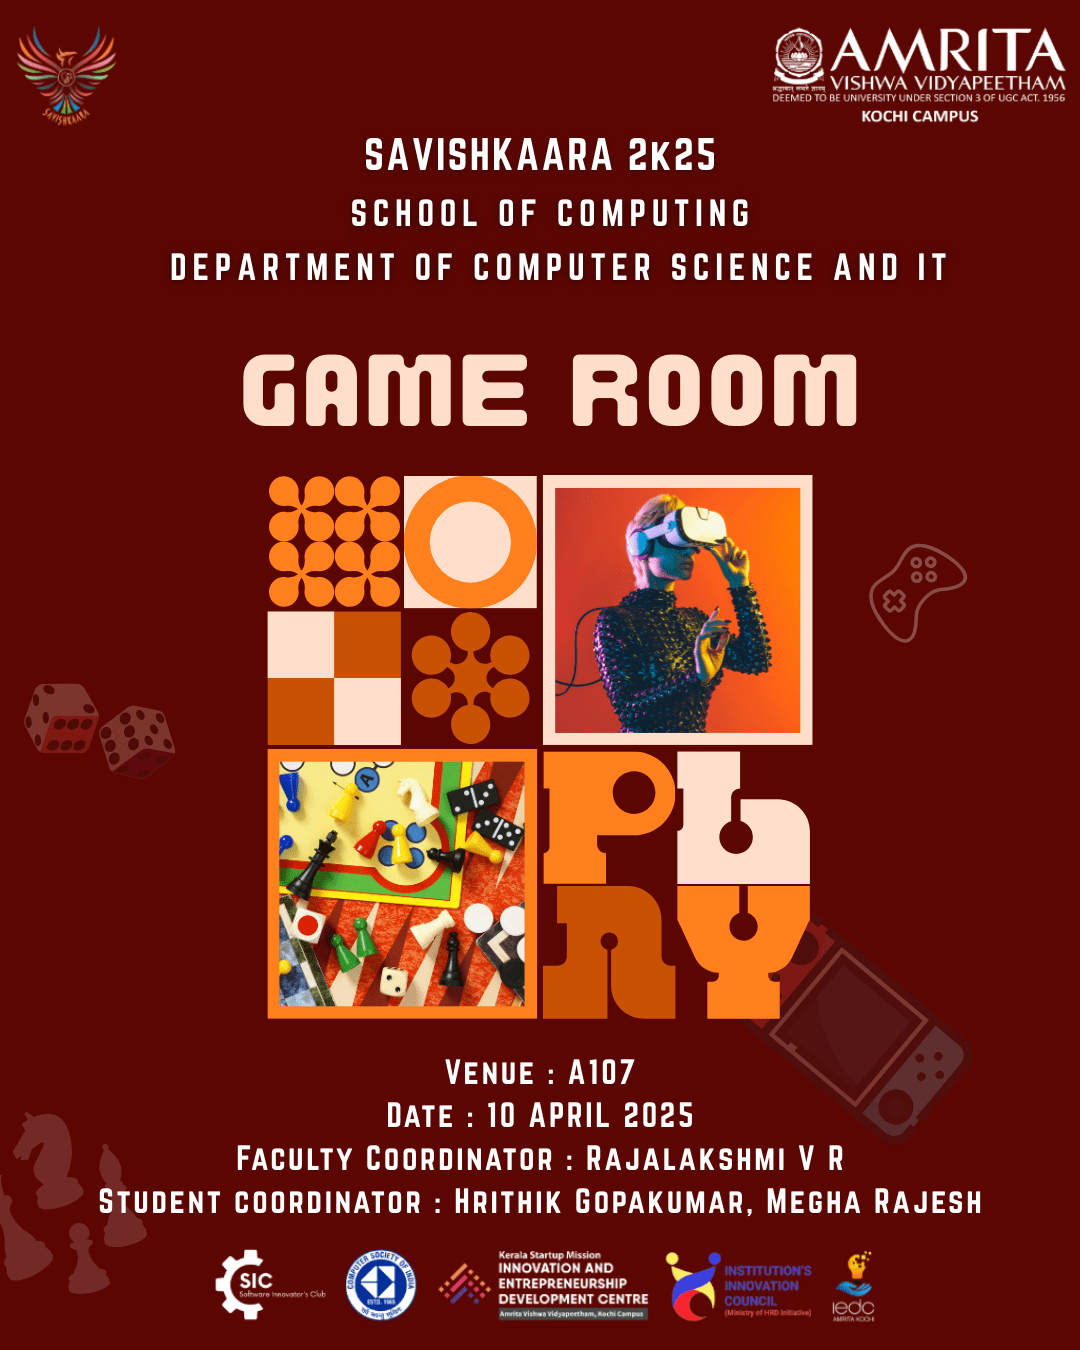 SAVISHKAARA
AMRITA
VISHWA VIDYAPEETHAM
DEEMED TO BE UNIVERSITY UNDER SECTION 3 OF UGC ACT. 1956
KOCHI CAMPUS
SAVISHKAARA 2K25
SCHOOL OF COMPUTING
DEPARTMENT OF COMPUTER SCIENCE AND IT
GAME ROOM
A
PL
AY
VENUE : A107
DATE : 10 APRIL 2025
FACULTY COORDINATOR : RAJALAKSHMI V R
STUDENT COORDINATOR : HRITHIK GOPAKUMAR, MEGHA RAJESH
SIC
Software Innovator's Club
COMPUTER SOCIETY OF INDIA
ESTD. 1965
Kerala Startup Mission
INNOVATION AND
ENTREPRENEURSHIP
DEVELOPMENT CENTRE
Amrita Vishwa Vidyapeetham, Kochi Campus
INSTITUTION'S
INNOVATION
COUNCIL
(Ministry of HRD Initiative)
iedc
AMRITA KOCHI